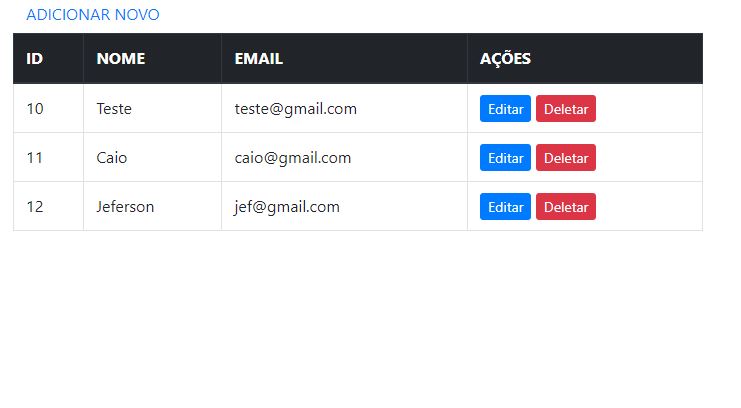 ADICIONAR NOVO
ID NOME EMAIL AÇÕES
10 Teste teste@gmail.com Editar Deletar
11 Caio caio@gmail.com Editar Deletar
12 Jeferson jef@gmail.com Editar Deletar